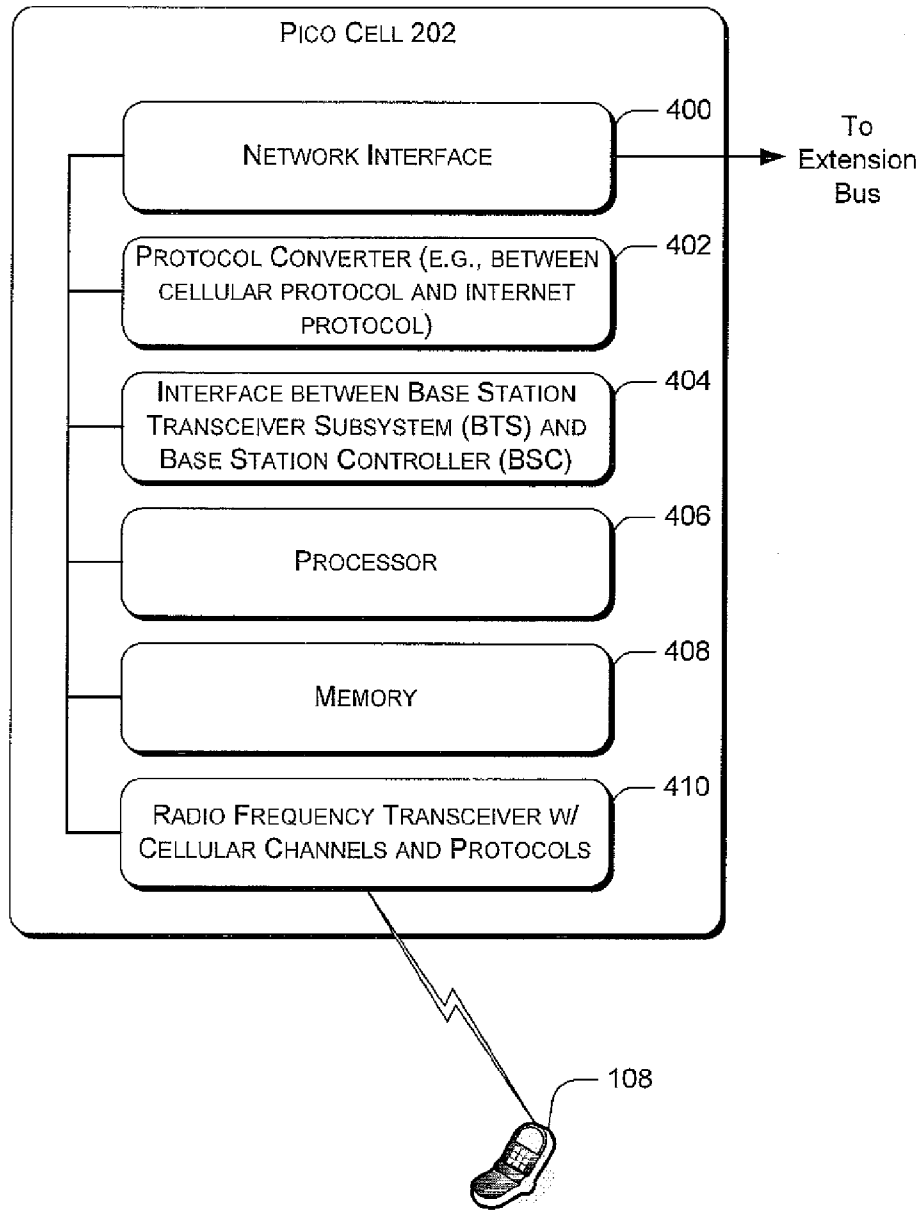 PICO CELL 202
NETWORK INTERFACE
400
To
Extension
Bus
PROTOCOL CONVERTER (E.G., BETWEEN
CELLULAR PROTOCOL AND INTERNET
PROTOCOL)
402
INTERFACE BETWEEN BASE STATION
TRANSCEIVER SUBSYSTEM (BTS) AND
BASE STATION CONTROLLER (BSC)
404
PROCESSOR
406
MEMORY
408
RADIO FREQUENCY TRANSCEIVER W/
CELLULAR CHANNELS AND PROTOCOLS
410
108